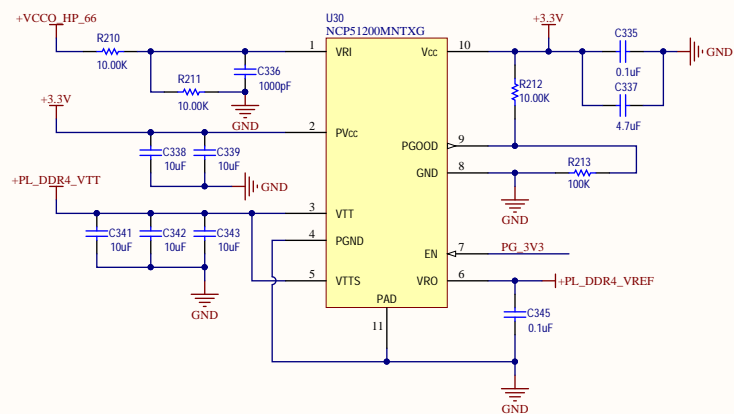 +VCCO_HP_66
U30
NCP51200MNTXG
+3.3V
R210
10.00K
1
VRI
Vcc
10
C335
0.1uF
GND
C336
1000pF
R211
10.00K
R212
10.00K
C337
4.7uF
GND
+3.3V
2
PVcc
PGOOD
9
C338
10uF
C339
10uF
GND
GND
8
R213
100K
+PL_DDR4_VTT
GND
3
VTT
4
PGND
C341
10uF
C342
10uF
C343
10uF
EN
7
PG_3V3
5
VTTS
VRO
6
+PL_DDR4_VREF
GND
PAD
11
C345
0.1uF
GND